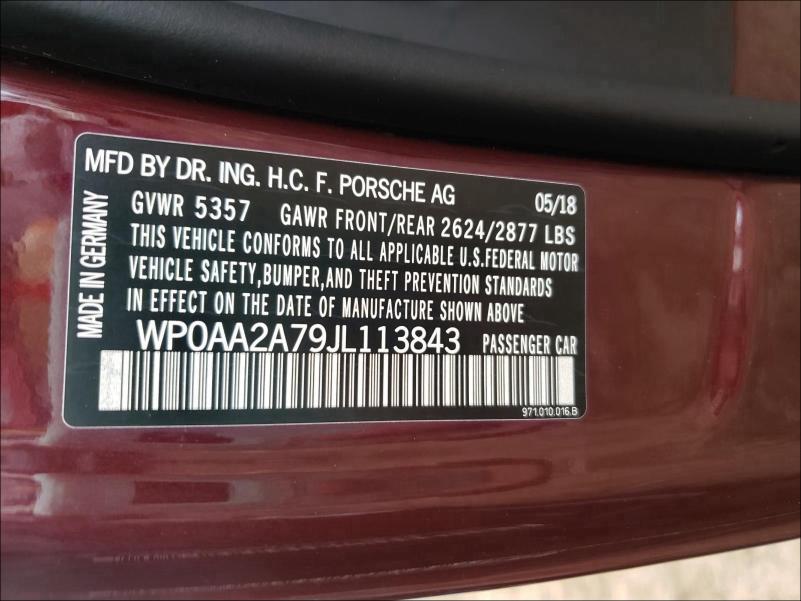 MFD BY DR. ING. H.C. F. PORSCHE AG 05/18
GVWR 5357 GAWR FRONT/REAR 2624/2877 LBS
THIS VEHICLE CONFORMS TO ALL APPLICABLE U.S.FEDERAL MOTOR
VEHICLE SAFETY,BUMPER,AND THEFT PREVENTION STANDARDS
IN EFFECT ON THE DATE OF MANUFACTURE SHOWN ABOVE
WP0AA2A79JL113843 PASSENGER CAR
971.010.016.B
MADE IN GERMANY